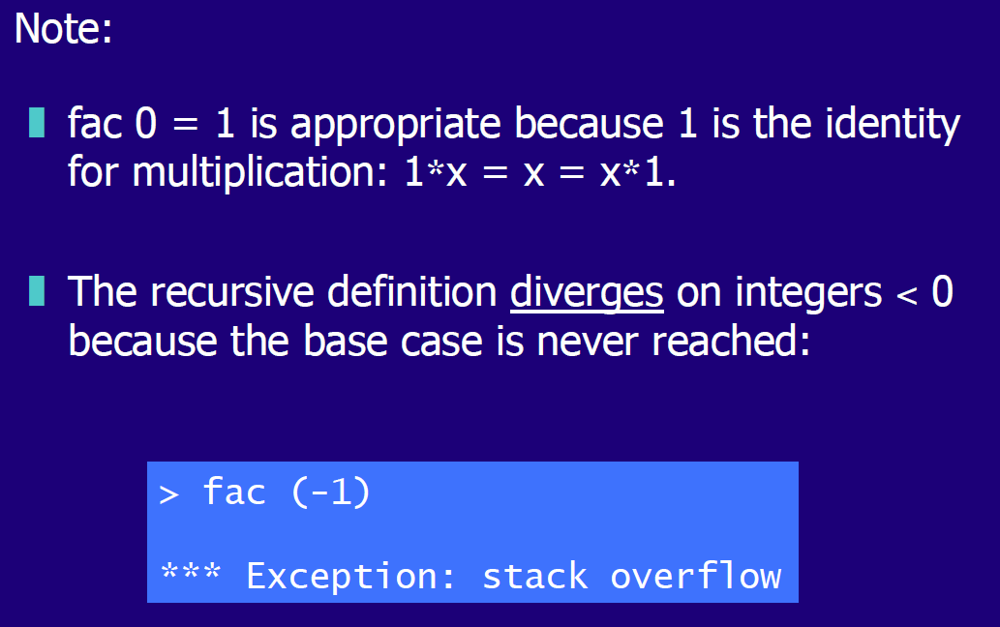 Note:
fac 0 = 1 is appropriate because 1 is the identity
for multiplication: 1*x = x = x*1.
The recursive definition diverges on integers < 0
because the base case is never reached:
> fac (-1)
*** Exception: stack overflow